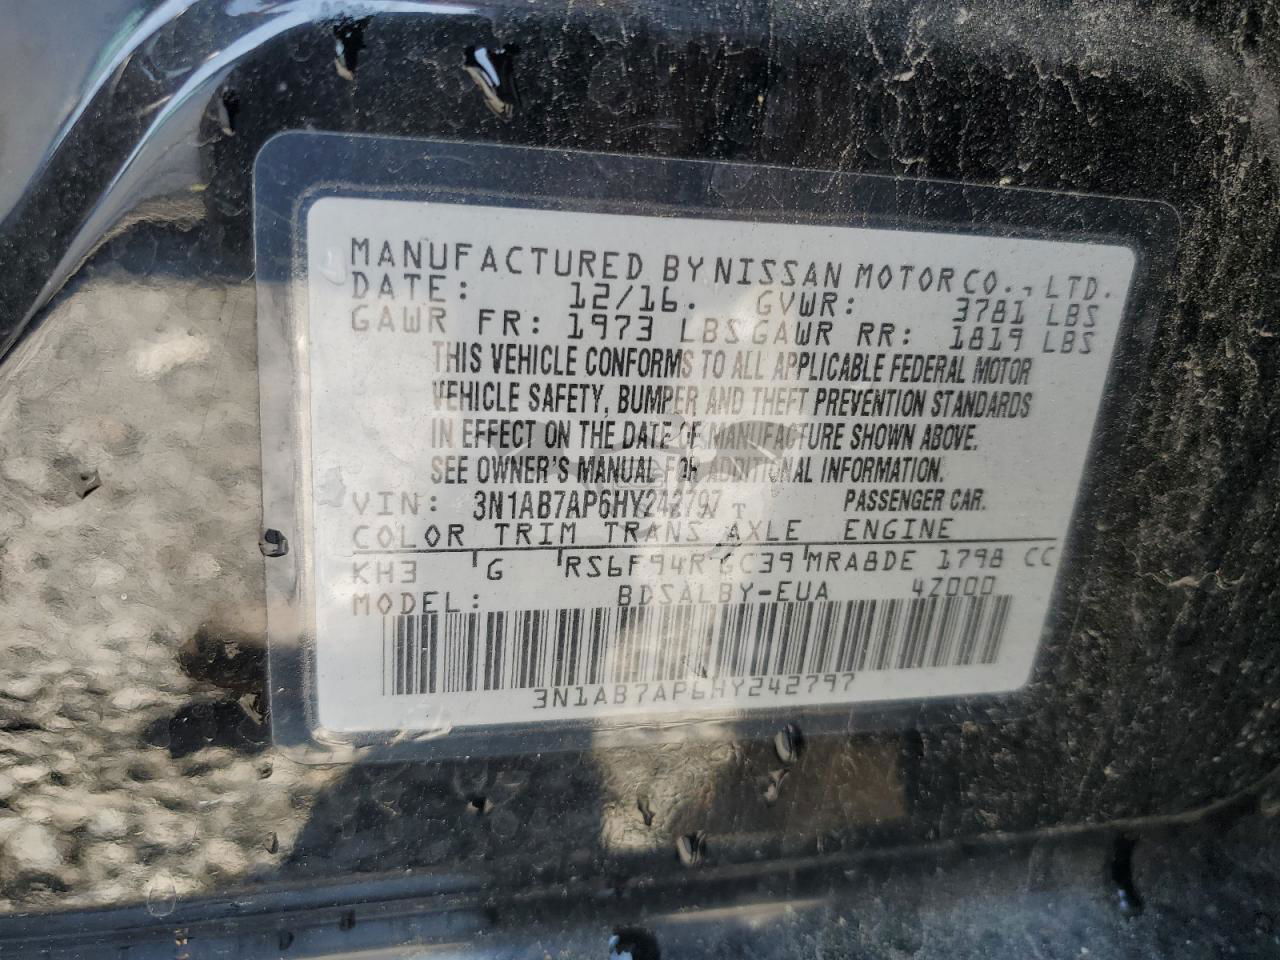 MANUFACTURED BY NISSAN MOTOR CO., LTD.
DATE: 12/16. GVWR: 3781 LBS
GAWR FR: 1973 LBS GAWR RR: 1819 LBS
THIS VEHICLE CONFORMS TO ALL APPLICABLE FEDERAL MOTOR
VEHICLE SAFETY, BUMPER AND THEFT PREVENTION STANDARDS
IN EFFECT ON THE DATE OF MANUFACTURE SHOWN ABOVE.
SEE OWNER'S MANUAL FOR ADDITIONAL INFORMATION.
VIN: 3N1AB7AP6HY242797 PASSENGER CAR.
COLOR TRIM TRANS AXLE ENGINE
KH3 G RS6F94R GC39 MRA8DE 1798 CC
MODEL: BDSALBY-EUA 4Z000
3N1AB7AP6HY242797